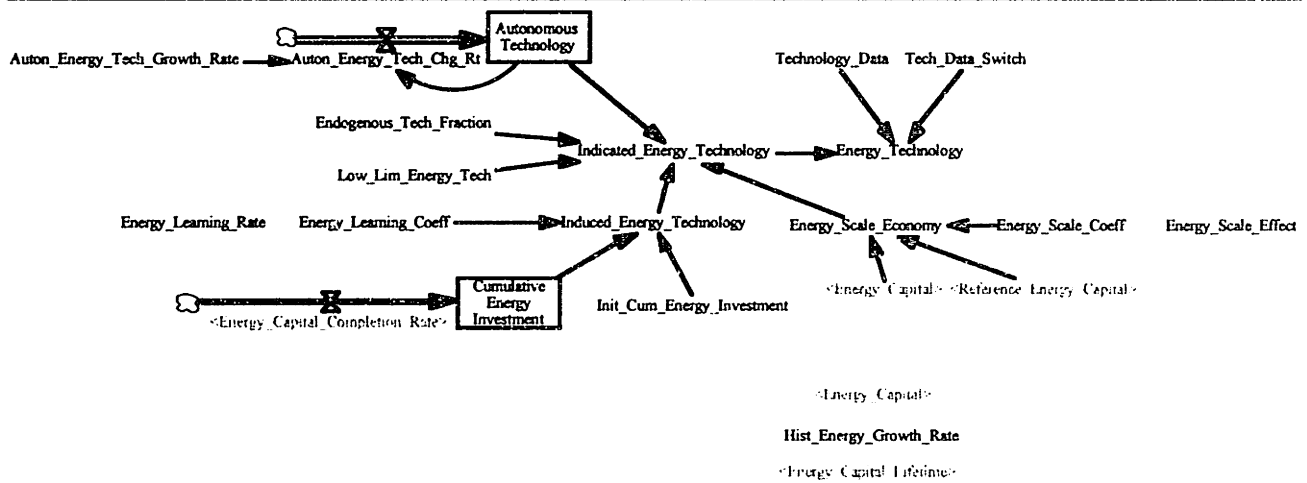 Autonomous
Technology
Auton_Energy_Tech_Growth_Rate
Auton_Energy_Tech_Chg_Rt
Technology_Data
Tech_Data_Switch
Endogenous_Tech_Fraction
Indicated_Energy_Technology
Energy_Technology
Low_Lim_Energy_Tech
Energy_Learning_Rate
Energy_Learning_Coeff
Induced_Energy_Technology
Energy_Scale_Economy
Energy_Scale_Coeff
Energy_Scale_Effect
Cumulative
Energy
Investment
<Energy_Capital>
<Reference_Energy_Capital>
Init_Cum_Energy_Investment
<Energy_Capital_Completion_Rate>
<Energy_Capital>
Hist_Energy_Growth_Rate
<Energy_Capital_Lifetime>